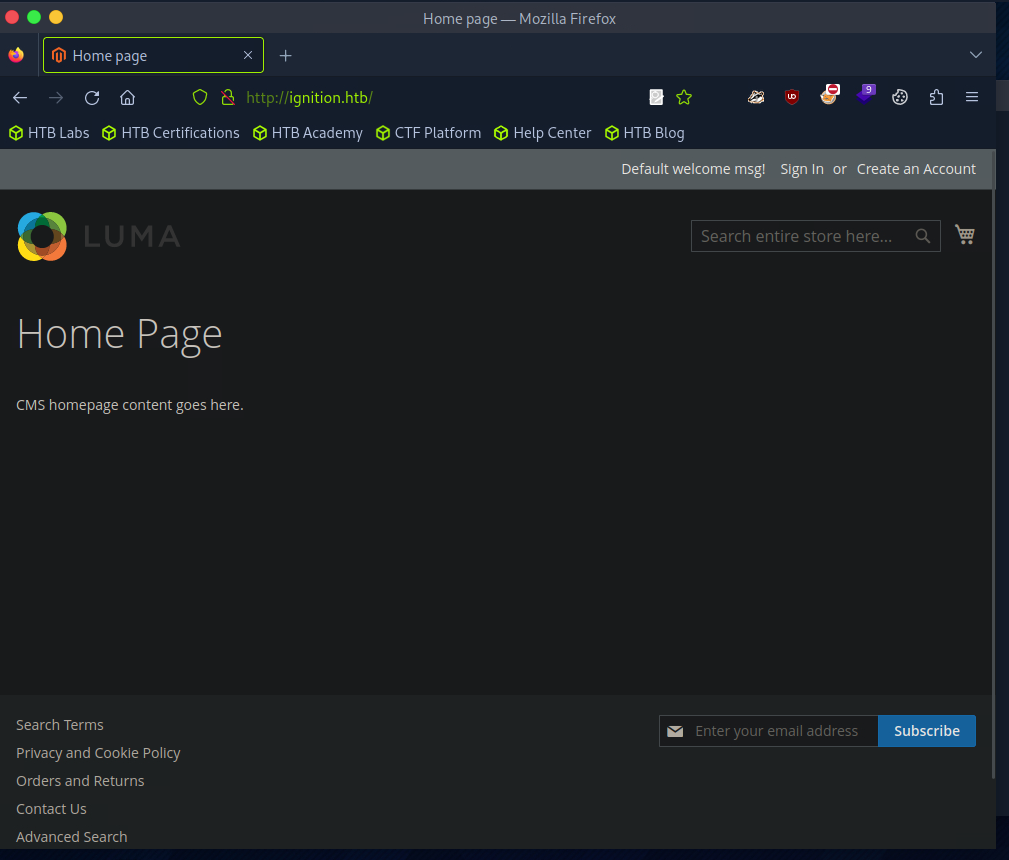 Home page — Mozilla Firefox
Home page
http://ignition.htb/
9
HTB Labs HTB Certifications HTB Academy CTF Platform Help Center HTB Blog
Default welcome msg! Sign In or Create an Account
LUMA
Search entire store here...
Home Page
CMS homepage content goes here.
Search Terms
Enter your email address Subscribe
Privacy and Cookie Policy
Orders and Returns
Contact Us
Advanced Search